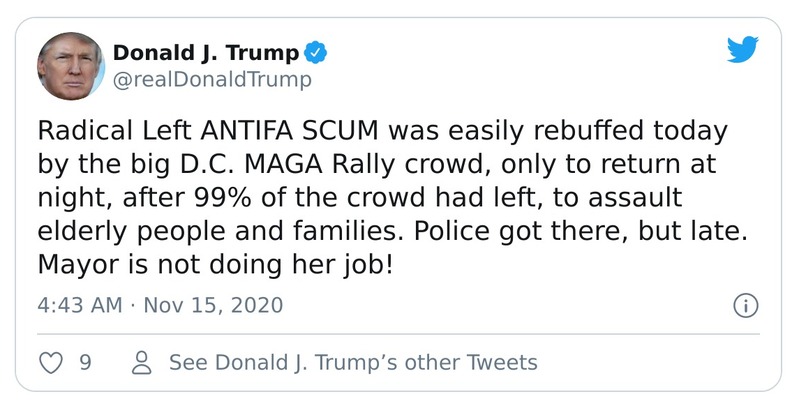 Donald J. Trump
@realDonaldTrump
Radical Left ANTIFA SCUM was easily rebuffed today
by the big D.C. MAGA Rally crowd, only to return at
night, after 99% of the crowd had left, to assault
elderly people and families. Police got there, but late.
Mayor is not doing her job!
4:43 AM · Nov 15, 2020
9 See Donald J. Trump’s other Tweets